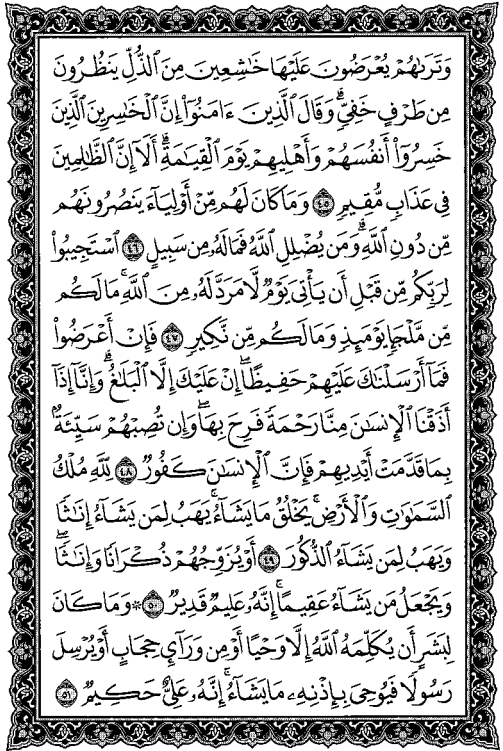 وَتَرَىٰهُمْ يُعْرَضُونَ عَلَيْهَا خَٰشِعِينَ مِنَ ٱلذُّلِّ يَنظُرُونَ
مِن طَرْفٍ خَفِىٍّ ۗ وَقَالَ ٱلَّذِينَ ءَامَنُوٓا۟ إِنَّ ٱلْخَٰسِرِينَ ٱلَّذِينَ
خَسِرُوٓا۟ أَنفُسَهُمْ وَأَهْلِيهِمْ يَوْمَ ٱلْقِيَٰمَةِ ۗ أَلَآ إِنَّ ٱلظَّٰلِمِينَ
فِى عَذَابٍ مُّقِيمٍ ۝٤٥ وَمَا كَانَ لَهُم مِّنْ أَوْلِيَآءَ يَنصُرُونَهُم
مِّن دُونِ ٱللَّهِ ۗ وَمَن يُضْلِلِ ٱللَّهُ فَمَا لَهُۥ مِن سَبِيلٍ ۝٤٦ ٱسْتَجِيبُوا۟
لِرَبِّكُم مِّن قَبْلِ أَن يَأْتِىَ يَوْمٌ لَّا مَرَدَّ لَهُۥ مِنَ ٱللَّهِ ۚ مَا لَكُم
مِّن مَّلْجَإٍ يَوْمَئِذٍ وَمَا لَكُم مِّن نَّكِيرٍ ۝٤٧ فَإِنْ أَعْرَضُوا۟
فَمَآ أَرْسَلْنَٰكَ عَلَيْهِمْ حَفِيظًا ۖ إِنْ عَلَيْكَ إِلَّا ٱلْبَلَٰغُ ۗ وَإِنَّآ إِذَآ
أَذَقْنَا ٱلْإِنسَٰنَ مِنَّا رَحْمَةً فَرِحَ بِهَا ۖ وَإِن تُصِبْهُمْ سَيِّئَةٌۢ
بِمَا قَدَّمَتْ أَيْدِيهِمْ فَإِنَّ ٱلْإِنسَٰنَ كَفُورٌ ۝٤٨ لِّلَّهِ مُلْكُ
ٱلسَّمَٰوَٰتِ وَٱلْأَرْضِ ۚ يَخْلُقُ مَا يَشَآءُ ۚ يَهَبُ لِمَن يَشَآءُ إِنَٰثًا
وَيَهَبُ لِمَن يَشَآءُ ٱلذُّكُورَ ۝٤٩ أَوْ يُزَوِّجُهُمْ ذُكْرَانًا وَإِنَٰثًا ۖ
وَيَجْعَلُ مَن يَشَآءُ عَقِيمًا ۚ إِنَّهُۥ عَلِيمٌ قَدِيرٌ ۝٥٠ ۞ وَمَا كَانَ
لِبَشَرٍ أَن يُكَلِّمَهُ ٱللَّهُ إِلَّا وَحْيًا أَوْ مِن وَرَآئِ حِجَابٍ أَوْ يُرْسِلَ
رَسُولًا فَيُوحِىَ بِإِذْنِهِۦ مَا يَشَآءُ ۚ إِنَّهُۥ عَلِىٌّ حَكِيمٌ ۝٥١